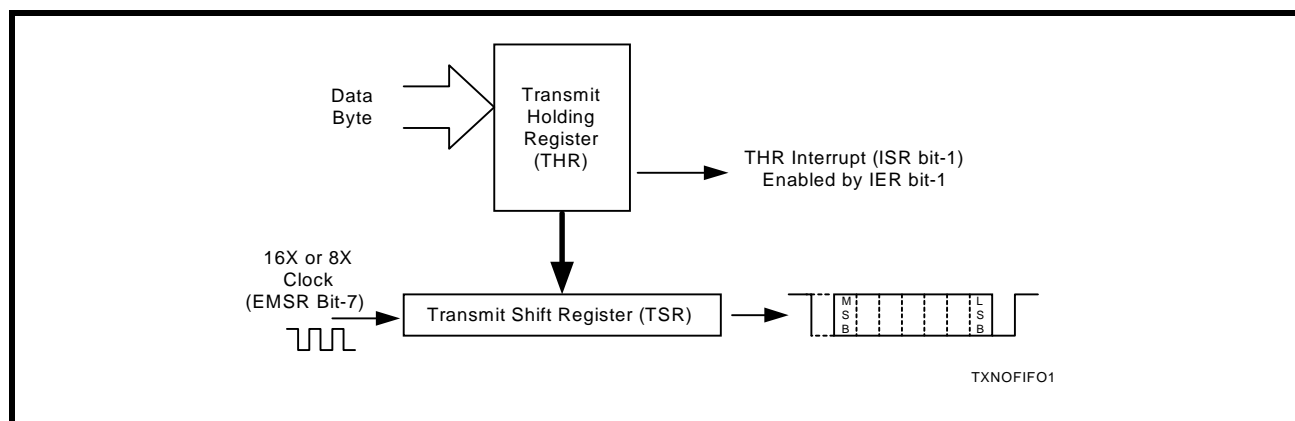 Data
Byte
Transmit
Holding
Register
(THR)
THR Interrupt (ISR bit-1)
Enabled by IER bit-1
16X or 8X
Clock
(EMSR Bit-7)
Transmit Shift Register (TSR)
M
S
B
L
S
B
TXNOFIFO1